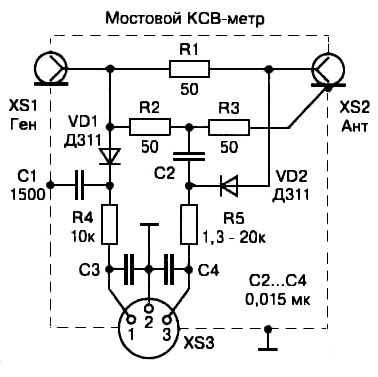 Мостовой КСВ-метр
R1
50
XS1
Ген
XS2
Ант
VD1
Д311
R2
50
R3
50
C1
1500
C2
VD2
Д311
R4
10к
R5
1,3 - 20к
C3
C4
C2...C4
0,015 мк
1
2
3
XS3